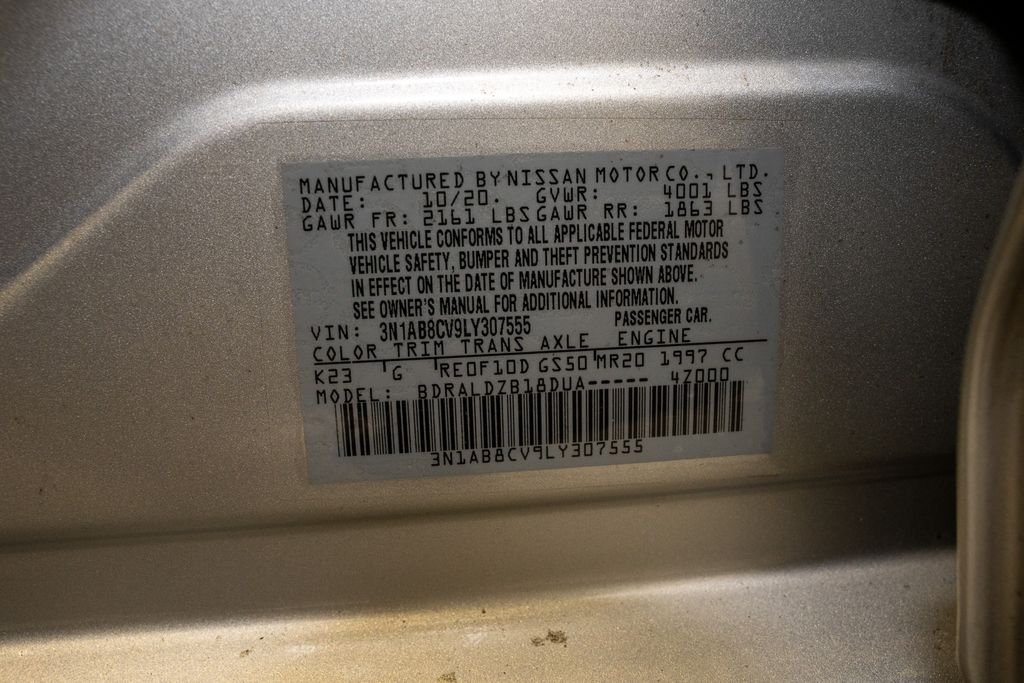 MANUFACTURED BY NISSAN MOTOR CO., LTD.
DATE: 10/20. GVWR: 4001 LBS
GAWR FR: 2161 LBS GAWR RR: 1863 LBS
THIS VEHICLE CONFORMS TO ALL APPLICABLE FEDERAL MOTOR
VEHICLE SAFETY, BUMPER AND THEFT PREVENTION STANDARDS
IN EFFECT ON THE DATE OF MANUFACTURE SHOWN ABOVE.
SEE OWNER'S MANUAL FOR ADDITIONAL INFORMATION.
VIN: 3N1AB8CV9LY307555 PASSENGER CAR.
COLOR TRIM TRANS AXLE ENGINE
K23 G RE0F10D GS50 MR20 1997 CC
MODEL: BDRALDZB18DUA----- 4Z000
3N1AB8CV9LY307555